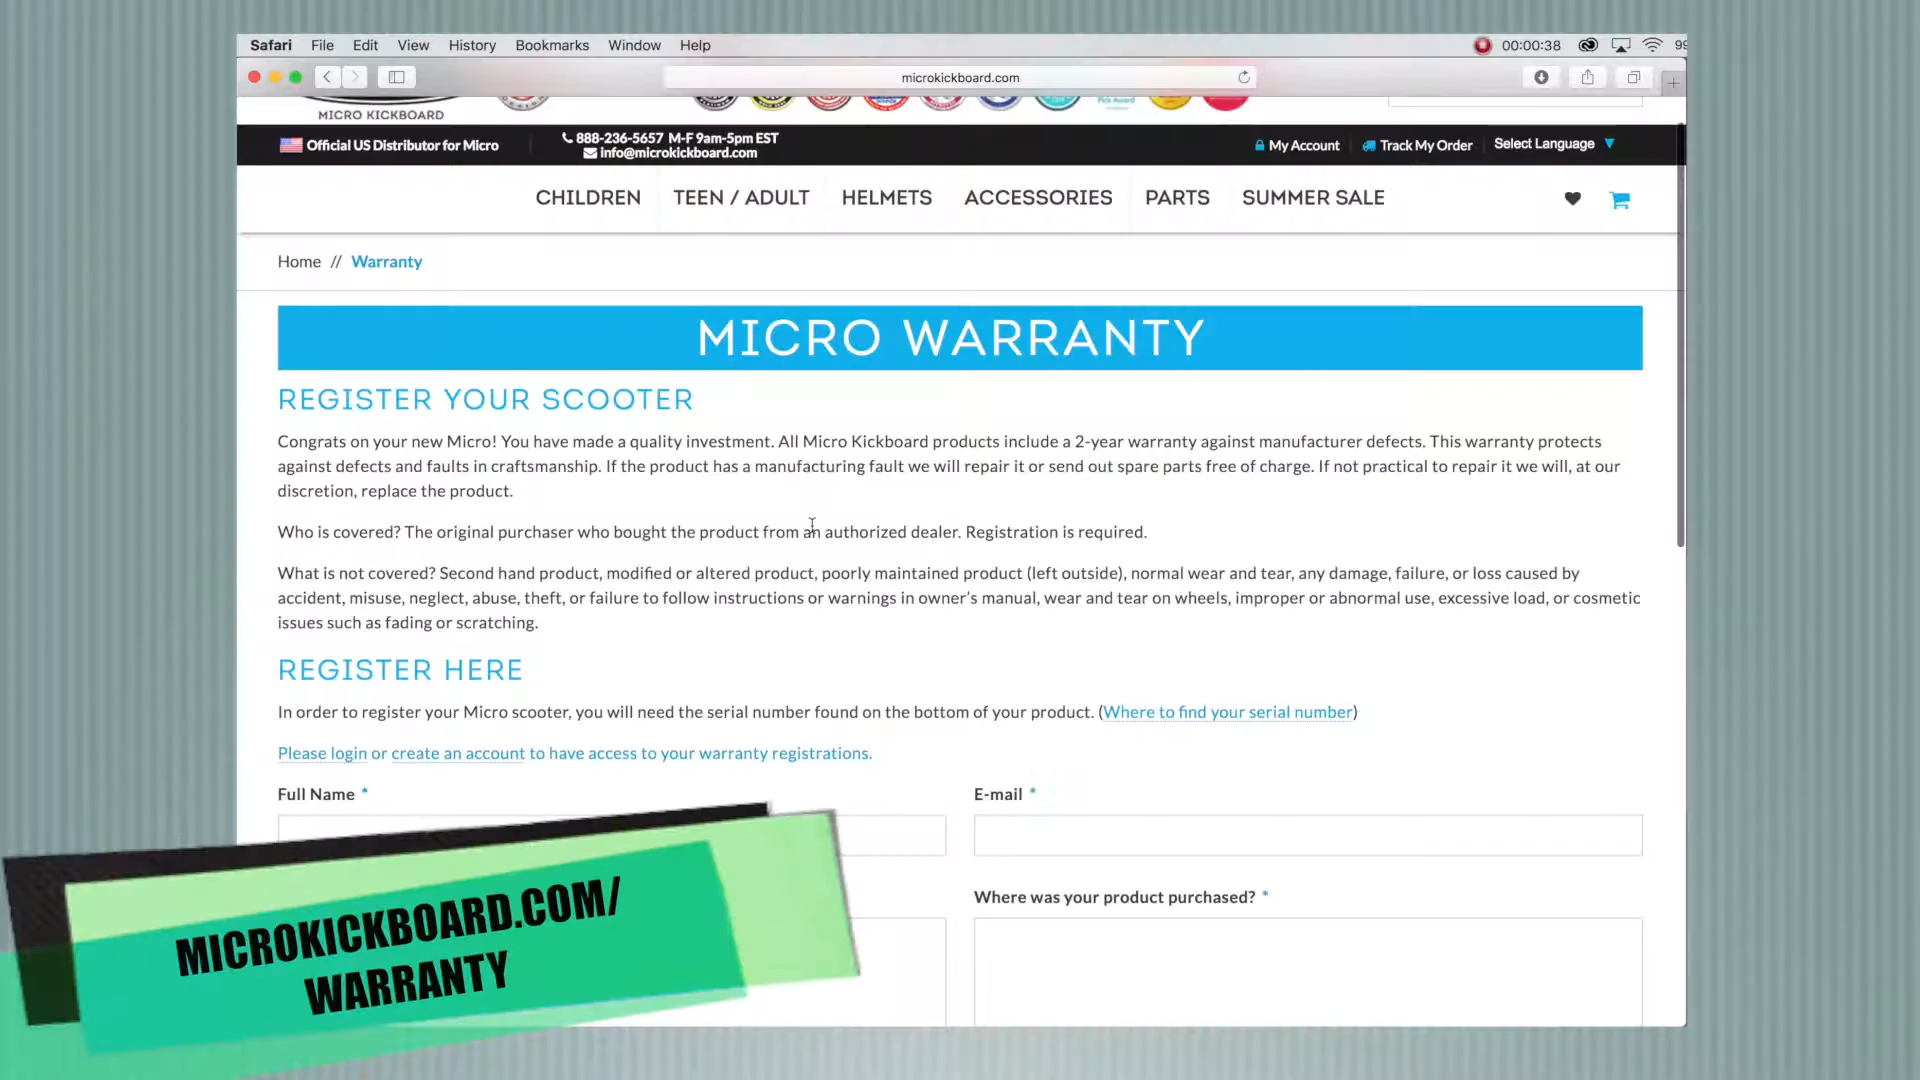 Safari File Edit View History Bookmarks Window Help 00:00:38
microkickboard.com
MICRO KICKBOARD
Official US Distributor for Micro
888-236-5657 M-F 9am-5pm EST
info@microkickboard.com
My Account Track My Order Select Language ▼
CHILDREN TEEN / ADULT HELMETS ACCESSORIES PARTS SUMMER SALE
Home // Warranty
MICRO WARRANTY
REGISTER YOUR SCOOTER
Congrats on your new Micro! You have made a quality investment. All Micro Kickboard products include a 2-year warranty against manufacturer defects. This warranty protects
against defects and faults in craftsmanship. If the product has a manufacturing fault we will repair it or send out spare parts free of charge. If not practical to repair it we will, at our
discretion, replace the product.
Who is covered? The original purchaser who bought the product from an authorized dealer. Registration is required.
What is not covered? Second hand product, modified or altered product, poorly maintained product (left outside), normal wear and tear, any damage, failure, or loss caused by
accident, misuse, neglect, abuse, theft, or failure to follow instructions or warnings in owner's manual, wear and tear on wheels, improper or abnormal use, excessive load, or cosmetic
issues such as fading or scratching.
REGISTER HERE
In order to register your Micro scooter, you will need the serial number found on the bottom of your product. (Where to find your serial number)
Please login or create an account to have access to your warranty registrations.
Full Name *
E-mail *
Where was your product purchased? *
MICROKICKBOARD.COM/
WARRANTY